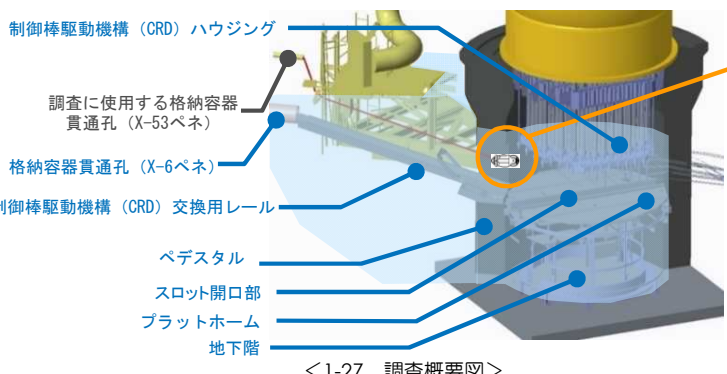 制御棒駆動機構（CRD）ハウジング
調査に使用する格納容器
貫通孔（X-53ペネ）
格納容器貫通孔（X-6ペネ）
御棒駆動機構（CRD）交換用レール
ペデスタル
スロット開口部
プラットホーム
地下階
＜1-27　調査概要図＞